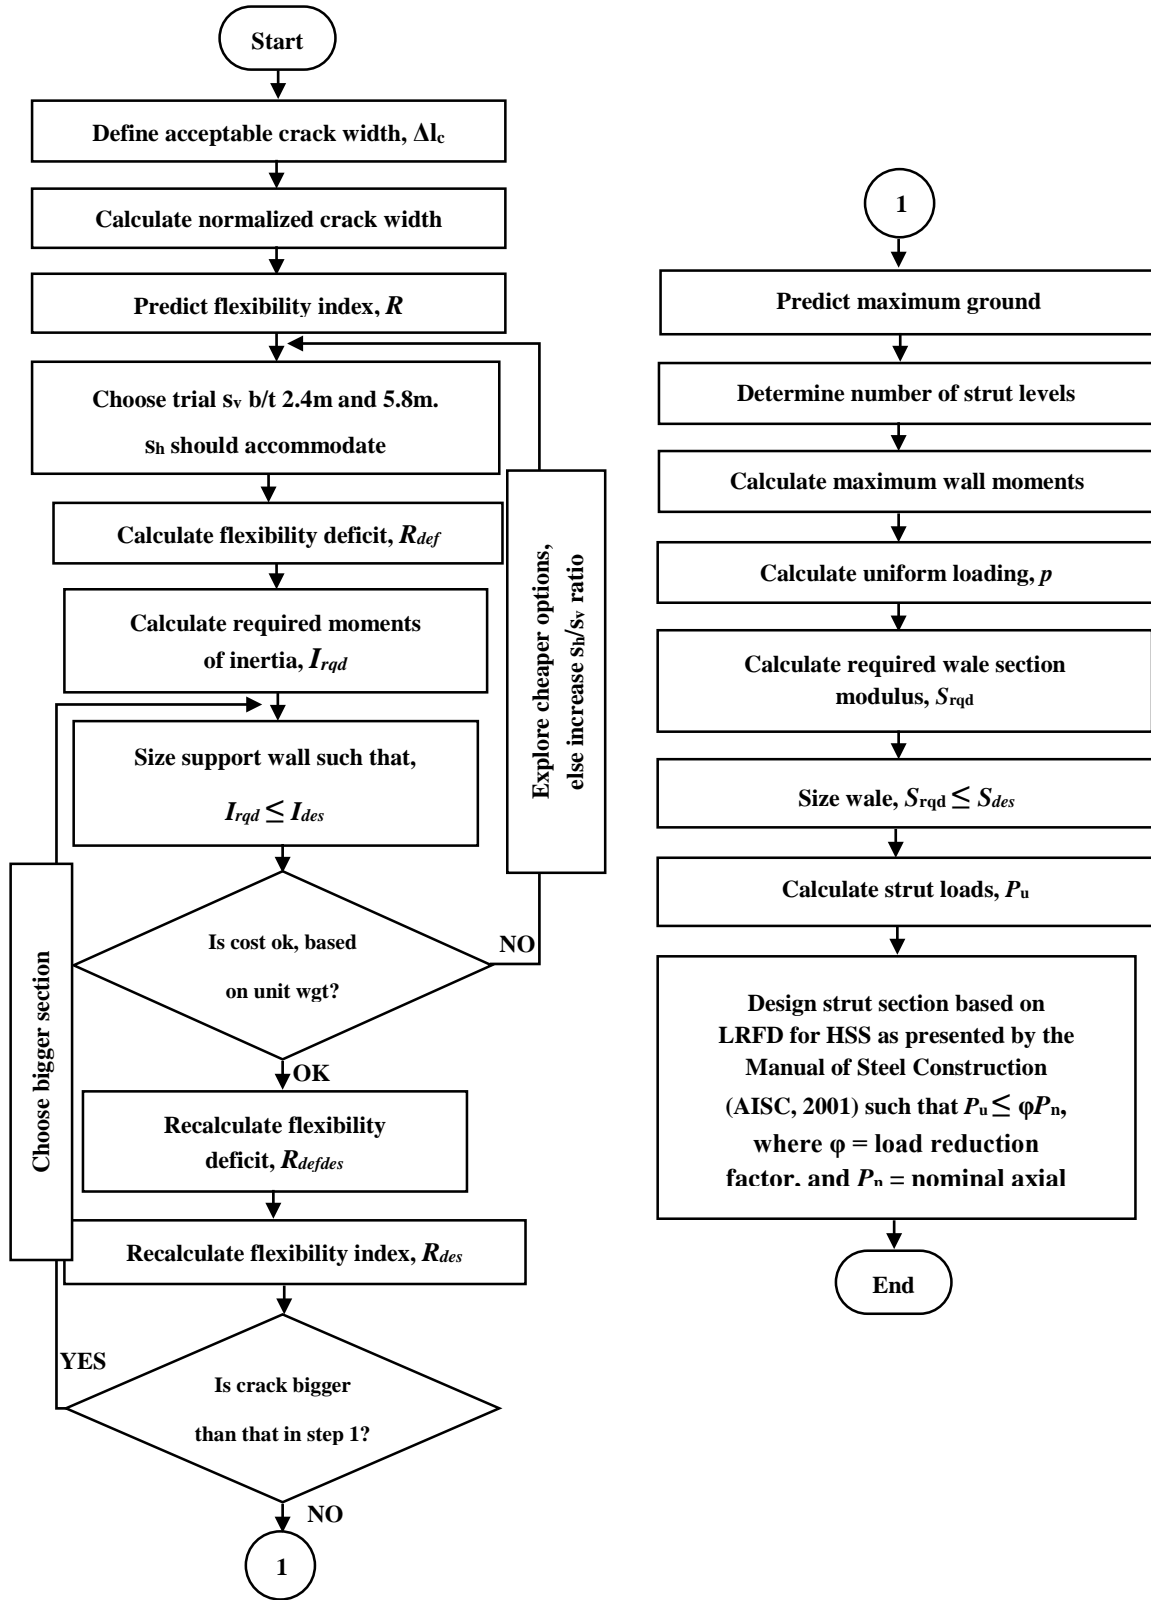 Start
Define acceptable crack width, Δlc
Calculate normalized crack width
Predict flexibility index, R
Choose trial sv b/t 2.4m and 5.8m.
sh should accommodate
Calculate flexibility deficit, Rdef
Calculate required moments
of inertia, Irqd
Size support wall such that,
Irqd ≤ Ides
Explore cheaper options,
else increase sh/sv ratio
Is cost ok, based
on unit wgt?
NO
OK
Choose bigger section
Recalculate flexibility
deficit, Rdefdes
Recalculate flexibility index, Rdes
YES
Is crack bigger
than that in step 1?
NO
1
1
Predict maximum ground
Determine number of strut levels
Calculate maximum wall moments
Calculate uniform loading, p
Calculate required wale section
modulus, Srqd
Size wale, Srqd ≤ Sdes
Calculate strut loads, Pu
Design strut section based on
LRFD for HSS as presented by the
Manual of Steel Construction
(AISC, 2001) such that Pu ≤ φPn,
where φ = load reduction
factor, and Pn = nominal axial
End